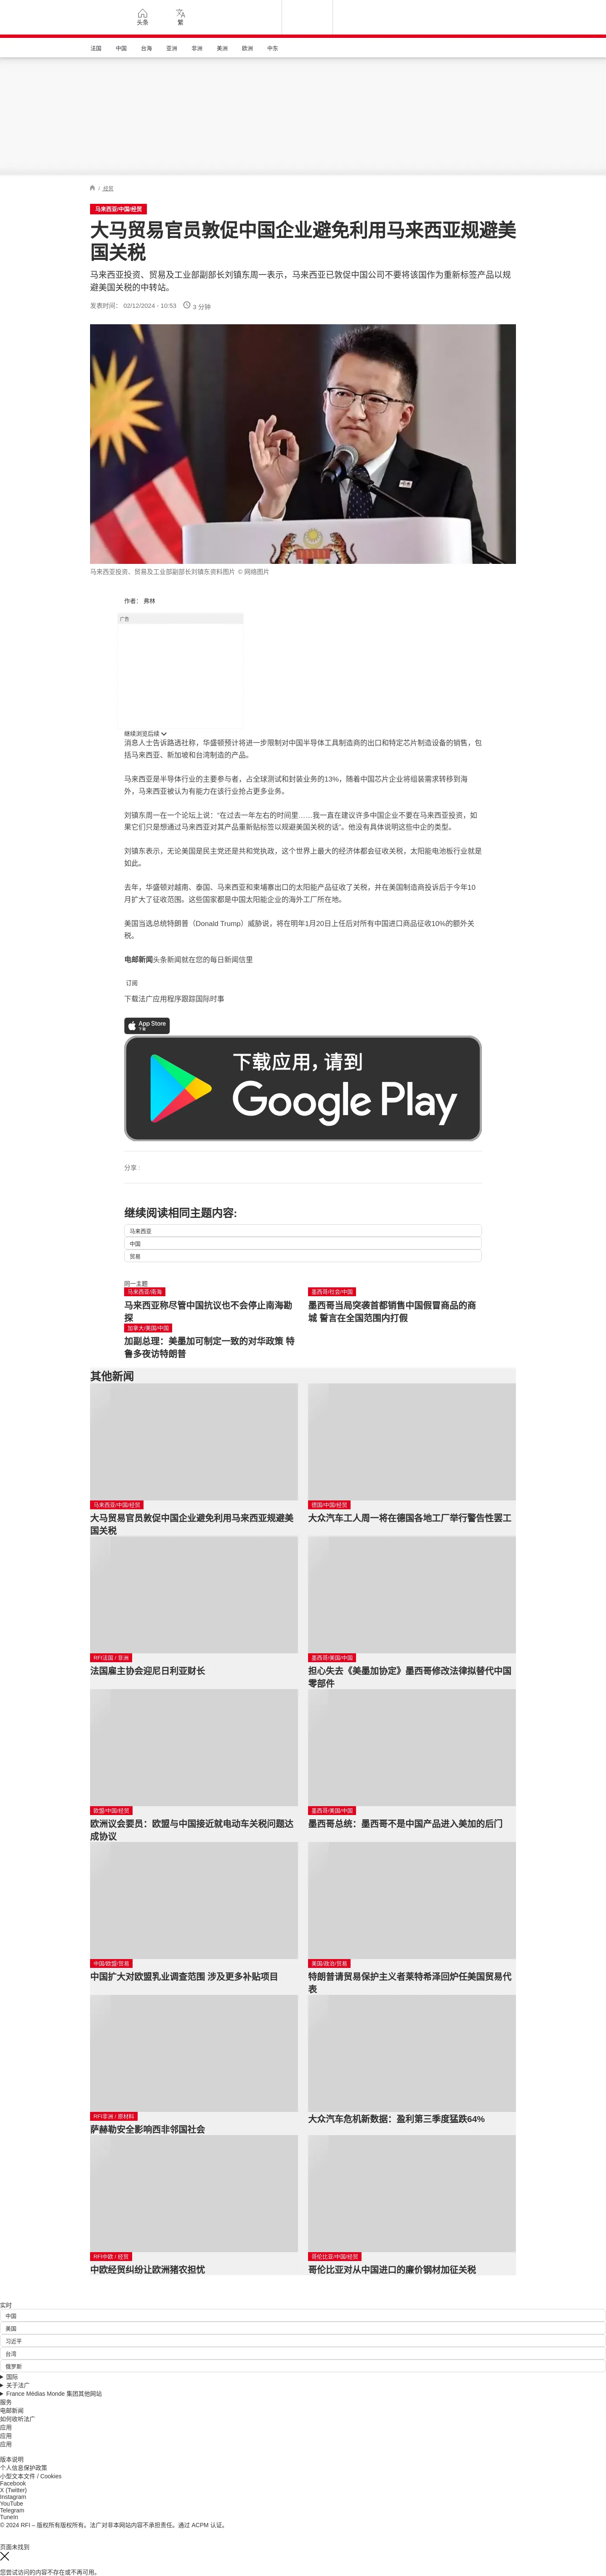 头条
繁
法国 中国 台海 亚洲 非洲 美洲 欧洲 中东
/ 经贸
马来西亚/中国/经贸
大马贸易官员敦促中国企业避免利用马来西亚规避美
国关税
马来西亚投资、贸易及工业部副部长刘镇东周一表示，马来西亚已敦促中国公司不要将该国作为重新标签产品以规
避美国关税的中转站。
发表时间： 02/12/2024 - 10:53 3 分钟
马来西亚投资、贸易及工业部副部长刘镇东资料图片 © 网络图片
作者： 弗林
广告
继续浏览后续
消息人士告诉路透社称，华盛顿预计将进一步限制对中国半导体工具制造商的出口和特定芯片制造设备的销售，包
括马来西亚、新加坡和台湾制造的产品。
马来西亚是半导体行业的主要参与者，占全球测试和封装业务的13%，随着中国芯片企业将组装需求转移到海
外，马来西亚被认为有能力在该行业抢占更多业务。
刘镇东周一在一个论坛上说：“在过去一年左右的时间里……我一直在建议许多中国企业不要在马来西亚投资，如
果它们只是想通过马来西亚对其产品重新贴标签以规避美国关税的话”。他没有具体说明这些中企的类型。
刘镇东表示，无论美国是民主党还是共和党执政，这个世界上最大的经济体都会征收关税，太阳能电池板行业就是
如此。
去年，华盛顿对越南、泰国、马来西亚和柬埔寨出口的太阳能产品征收了关税，并在美国制造商投诉后于今年10
月扩大了征收范围。这些国家都是中国太阳能企业的海外工厂所在地。
美国当选总统特朗普（Donald Trump）威胁说，将在明年1月20日上任后对所有中国进口商品征收10%的额外关
税。
电邮新闻头条新闻就在您的每日新闻信里
订阅
下载法广应用程序跟踪国际时事
App Store
下载
下载应用，请到
Google Play
分享 :
继续阅读相同主题内容:
马来西亚
中国
贸易
同一主题
马来西亚/南海
马来西亚称尽管中国抗议也不会停止南海勘
探
墨西哥/社会/中国
墨西哥当局突袭首都销售中国假冒商品的商
城 誓言在全国范围内打假
加拿大/美国/中国
加副总理：美墨加可制定一致的对华政策 特
鲁多夜访特朗普
其他新闻
马来西亚/中国/经贸
大马贸易官员敦促中国企业避免利用马来西亚规避美
国关税
德国/中国/经贸
大众汽车工人周一将在德国各地工厂举行警告性罢工
RFI法国 / 非洲
法国雇主协会迎尼日利亚财长
墨西哥/美国/中国
担心失去《美墨加协定》墨西哥修改法律拟替代中国
零部件
欧盟/中国/经贸
欧洲议会要员：欧盟与中国接近就电动车关税问题达
成协议
墨西哥/美国/中国
墨西哥总统：墨西哥不是中国产品进入美加的后门
中国/欧盟/贸易
中国扩大对欧盟乳业调查范围 涉及更多补贴项目
美国/政治/贸易
特朗普请贸易保护主义者莱特希泽回炉任美国贸易代
表
RFI非洲 / 原材料
萨赫勒安全影响西非邻国社会
大众汽车危机新数据：盈利第三季度猛跌64%
RFI中欧 / 经贸
中欧经贸纠纷让欧洲猪农担忧
哥伦比亚/中国/经贸
哥伦比亚对从中国进口的廉价钢材加征关税
实时
中国
美国
习近平
台湾
俄罗斯
国际
关于法广
France Médias Monde 集团其他网站
服务
电邮新闻
如何收听法广
应用
应用
应用
版本说明
个人信息保护政策
小型文本文件 / Cookies
Facebook
X (Twitter)
Instagram
YouTube
Telegram
TuneIn
© 2024 RFI – 版权所有版权所有。法广对非本网站内容不承担责任。通过 ACPM 认证。
页面未找到
您尝试访问的内容不存在或不再可用。